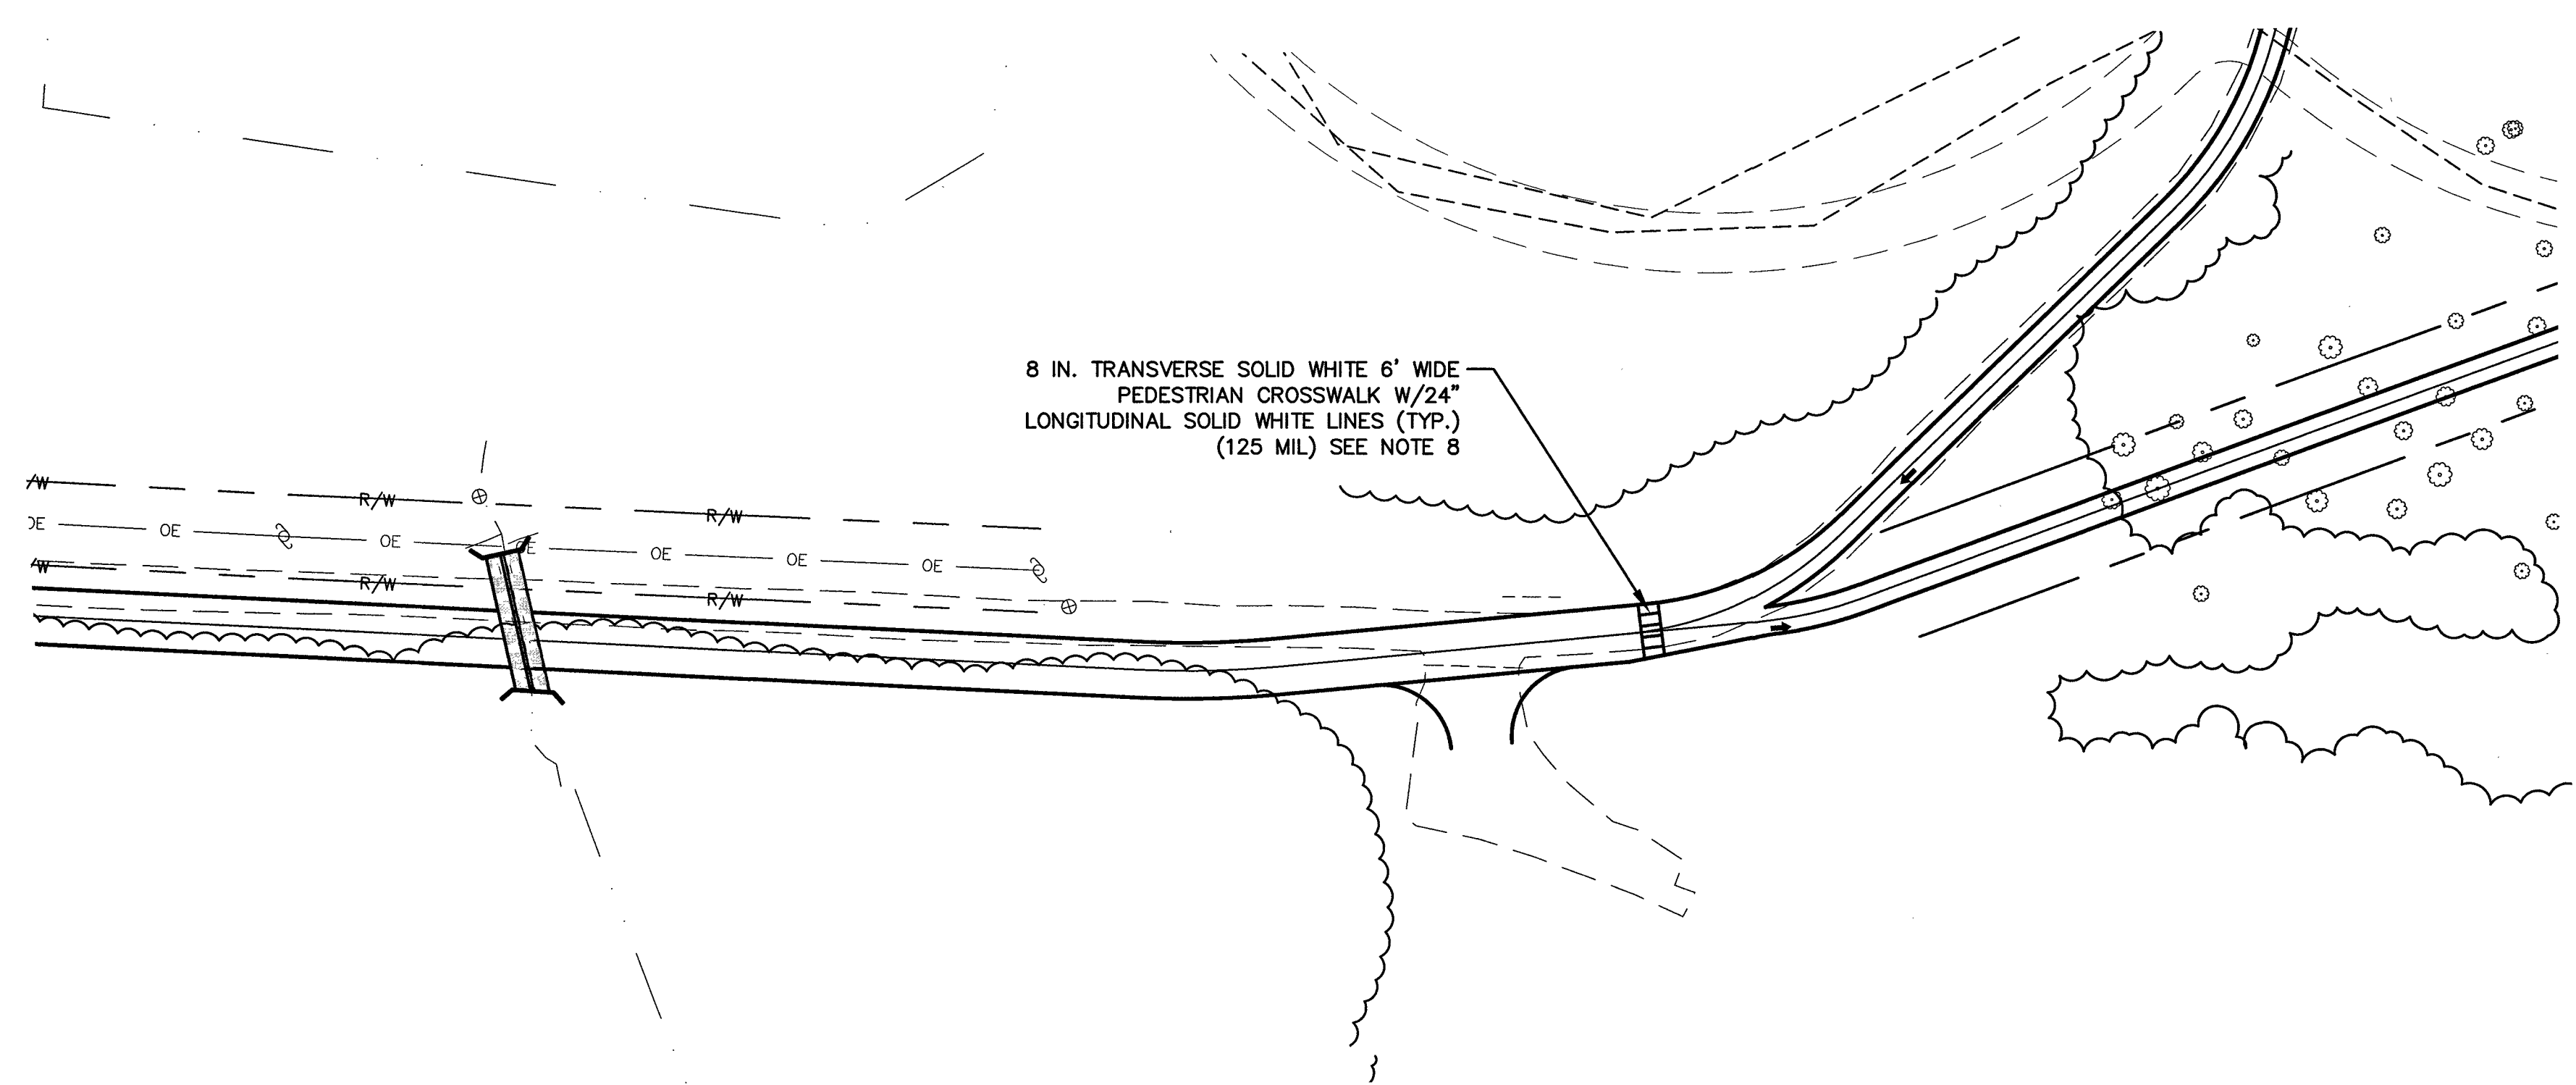 8 IN. TRANSVERSE SOLID WHITE 6' WIDE
PEDESTRIAN CROSSWALK W/24"
LONGITUDINAL SOLID WHITE LINES (TYP.)
(125 MIL) SEE NOTE 8
/W R/W R/W
OE OE OE OE OE OE OE
/W R/W R/W